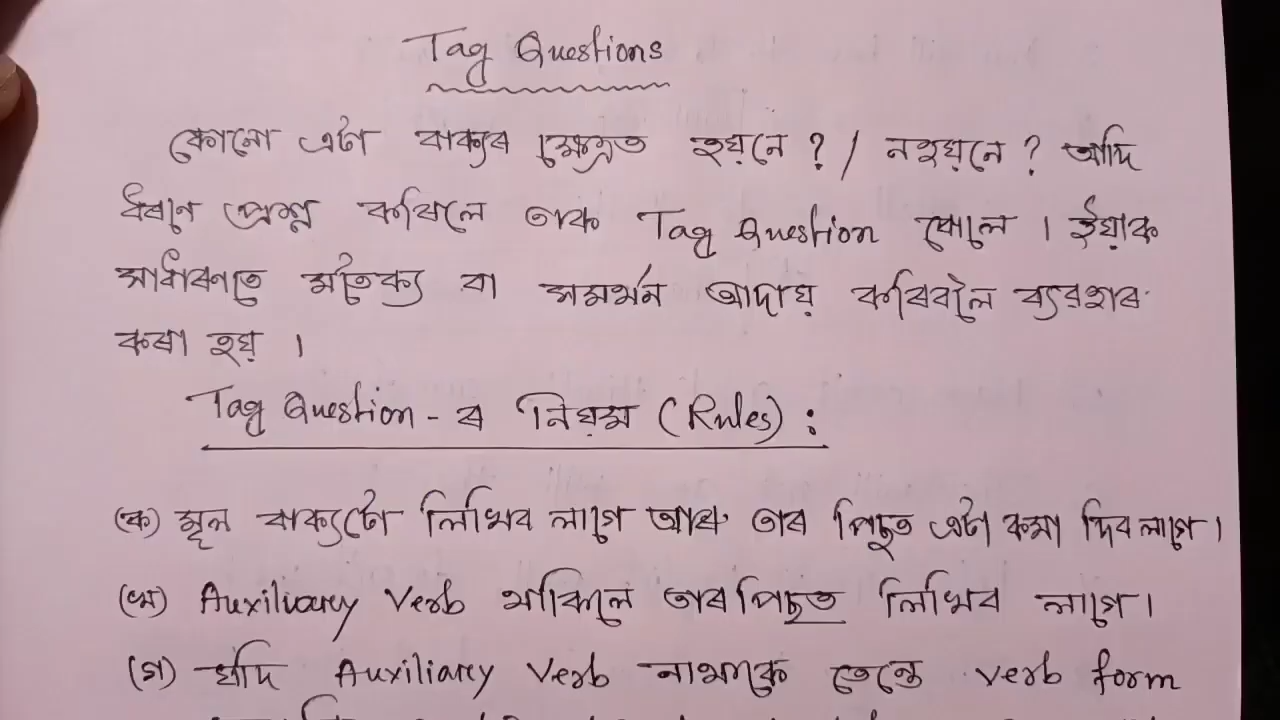 Tag Questions
কোনো এটা বাক্যৰ ক্ষেত্ৰত হয়নে ? / নহয়নে ? আদি
ধৰণে প্ৰশ্ন কৰিলে তাক Tag Question বোলে । ইয়াক
সাধাৰণতে মতৈক্য বা সমৰ্থন আদায় কৰিবলৈ ব্যৱহাৰ
কৰা হয় ।
Tag Question - ৰ নিয়ম (Rules) :
(ক) মূল বাক্যটো লিখিব লাগে আৰু তাৰ পিছত এটা কমা দিব লাগে ।
(খ) Auxiliary Verb থাকিলে তাৰপিছত লিখিব লাগে ।
(গ) যদি Auxiliary Verb নাথাকে তেন্তে verb form